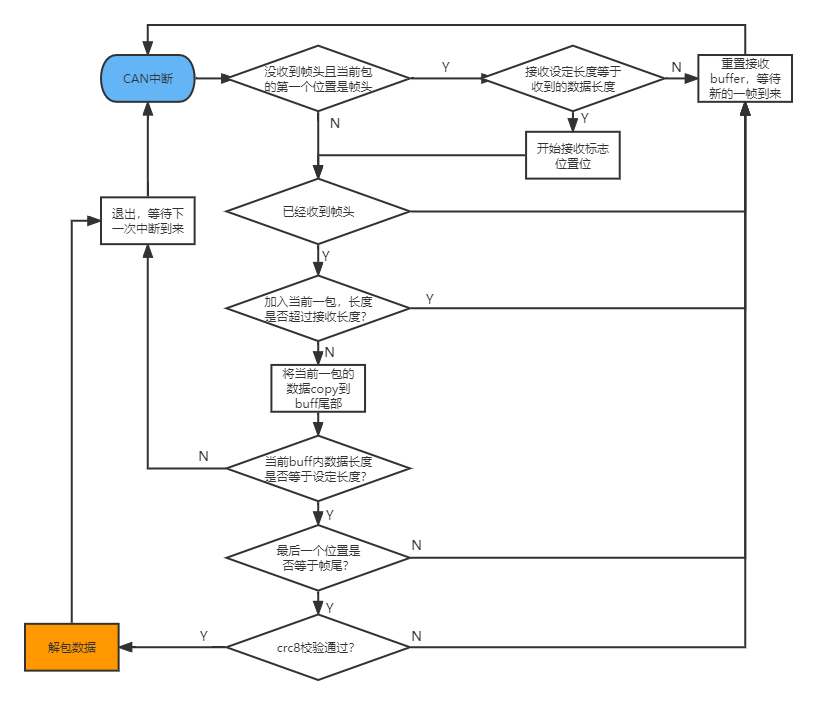 CAN中断
没收到帧头且当前包
的第一个位置是帧头
Y
接收设定长度等于
收到的数据长度
N
重置接收
buffer，等待
新的一帧到来
N
Y
开始接收标志
位置位
退出，等待下
一次中断到来
已经收到帧头
Y
加入当前一包，长度
是否超过接收长度？
Y
N
将当前一包的
数据copy到
buff尾部
N
当前buff内数据长度
是否等于设定长度？
Y
最后一个位置是
否等于帧尾？
N
Y
解包数据
Y
crc8校验通过？
N